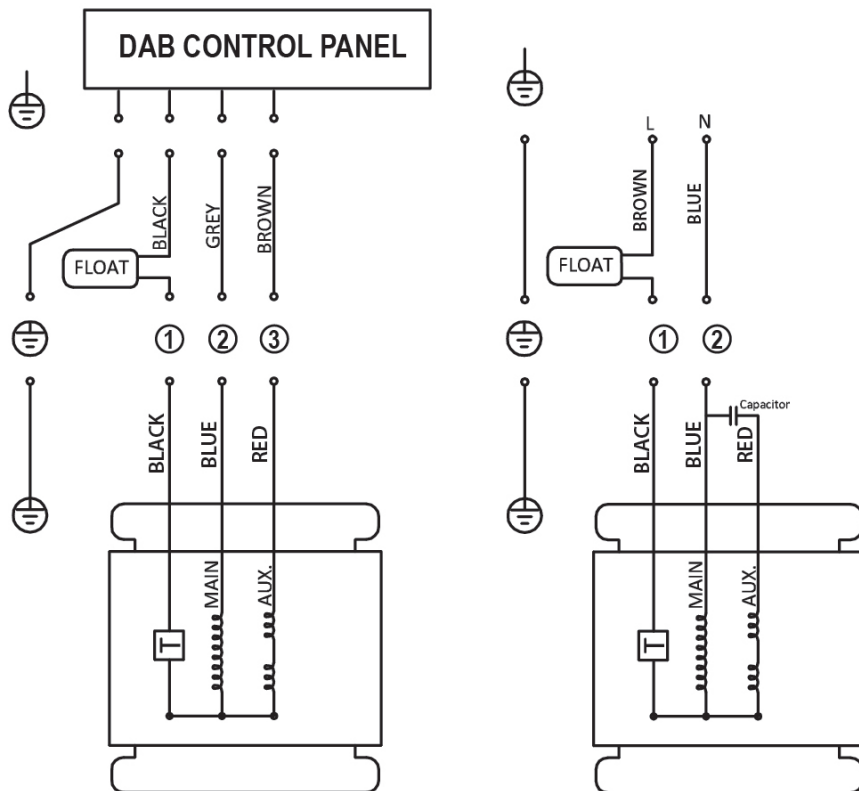 DAB CONTROL PANEL
BLACK
GREY
BROWN
FLOAT
1
2
3
BLACK
BLUE
RED
MAIN
AUX.
T
L
N
BROWN
BLUE
FLOAT
1
2
Capacitor
BLACK
BLUE
RED
MAIN
AUX.
T